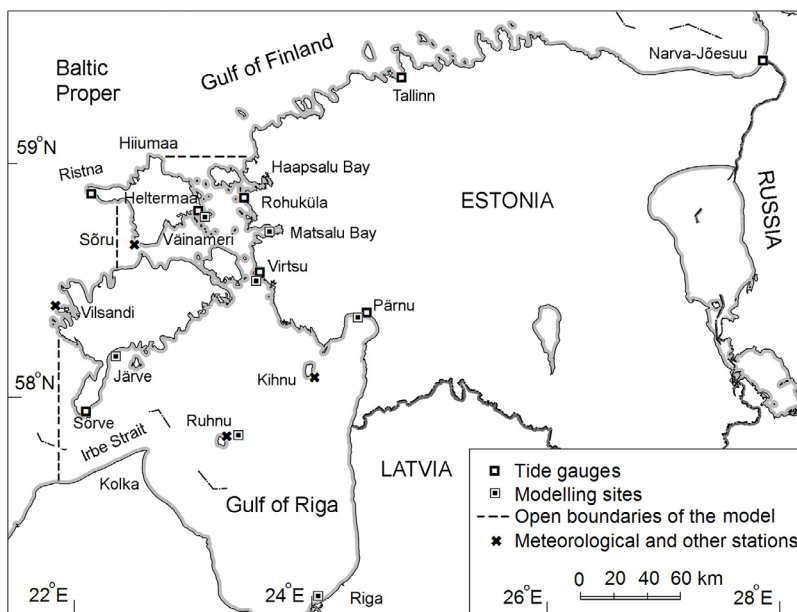 Gulf of Finland
Narva-Jõesuu
Baltic
Proper
Tallinn
59°N
Hiiumaa
Haapsalu Bay
Ristna
Heltermaa
Rohuküla
ESTONIA
RUSSIA
Sõru
Väinameri
Matsalu Bay
Virtsu
Vilsandi
Pärnu
Järve
Kihnu
58°N
Sõrve
Irbe Strait
Ruhnu
LATVIA
Kolka
Gulf of Riga
Tide gauges
Modelling sites
Open boundaries of the model
Meteorological and other stations
0 20 40 60 km
22°E
24°E
Riga
26°E
28°E